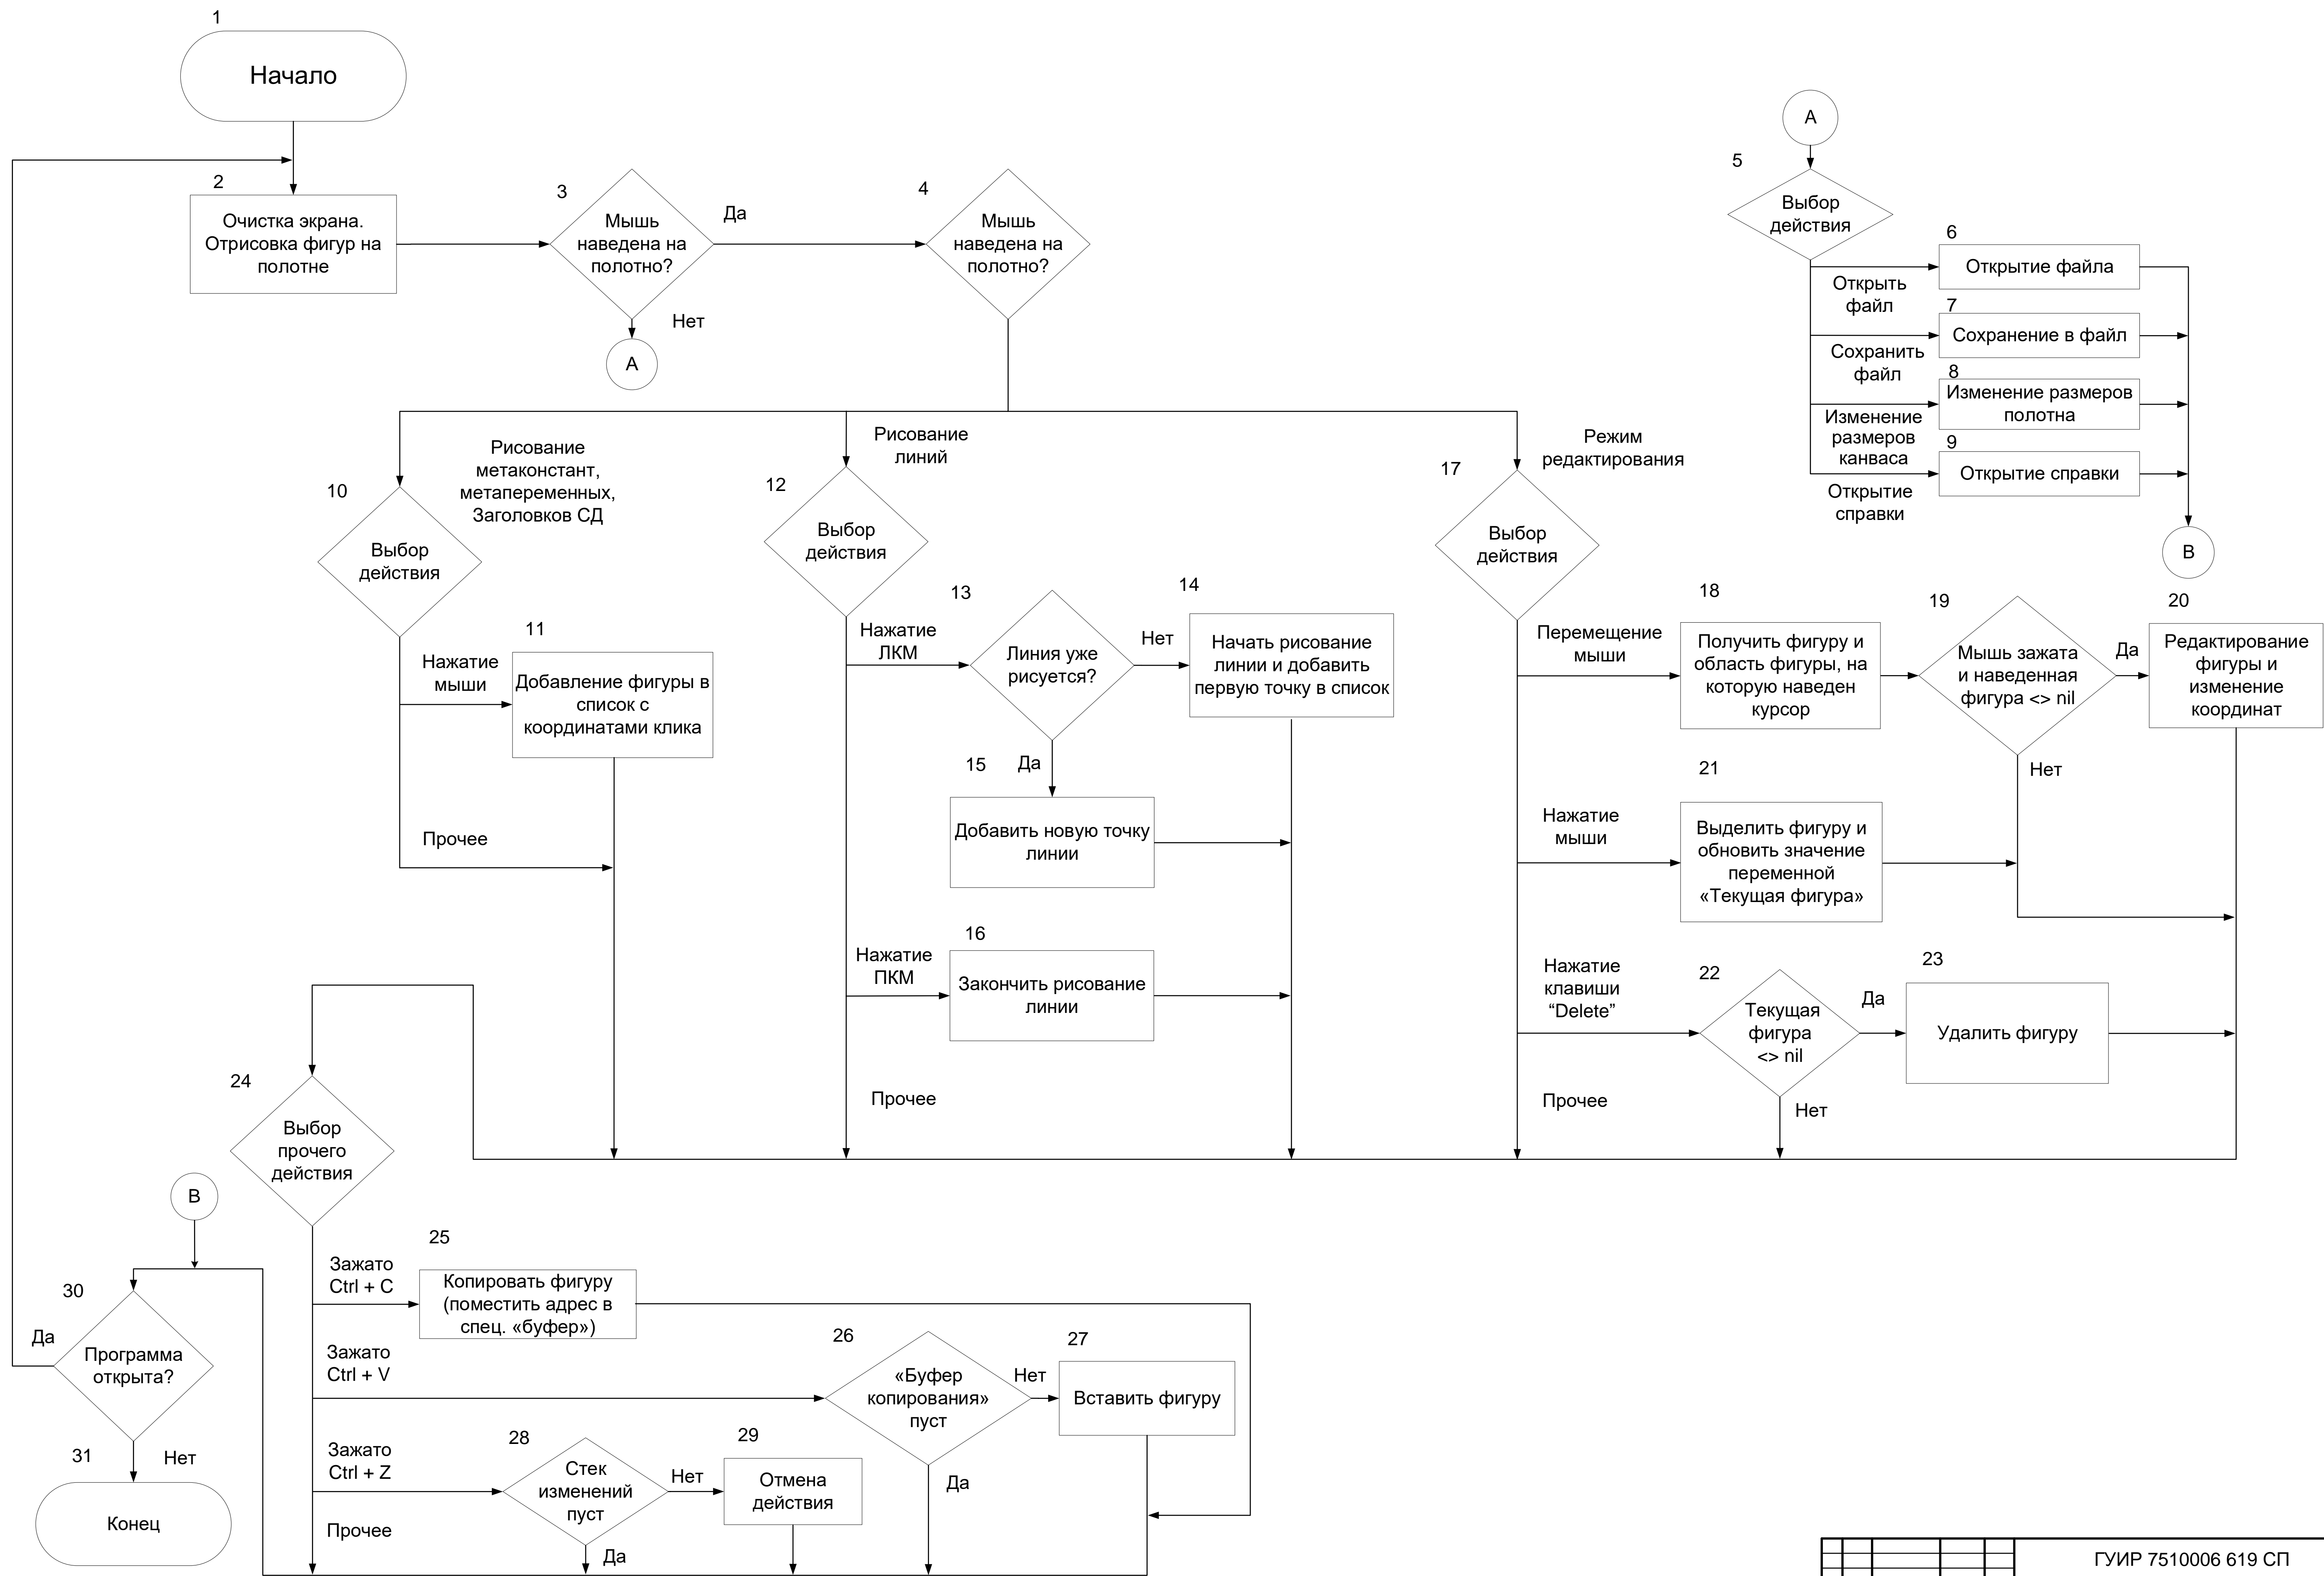 1
Начало
2
Очистка экрана.
Отрисовка фигур на
полотне
3
Мышь
наведена на
полотно?
Да
Нет
A
4
Мышь
наведена на
полотно?
A
5
Выбор
действия
6
Открытие файла
Открыть
файл
7
Сохранение в файл
Сохранить
файл
8
Изменение размеров
полотна
Изменение
размеров
канваса
9
Открытие справки
Открытие
справки
B
Рисование
метаконстант,
метапеременных,
Заголовков СД
10
Выбор
действия
Нажатие
мыши
11
Добавление фигуры в
список с
координатами клика
Прочее
Рисование
линий
12
Выбор
действия
Нажатие
ЛКМ
13
Линия уже
рисуется?
Нет
14
Начать рисование
линии и добавить
первую точку в список
Да
15
Добавить новую точку
линии
Нажатие
ПКМ
16
Закончить рисование
линии
Прочее
Режим
редактирования
17
Выбор
действия
Перемещение
мыши
18
Получить фигуру и
область фигуры, на
которую наведен
курсор
19
Мышь зажата
и наведенная
фигура <> nil
Да
20
Редактирование
фигуры и
изменение
координат
Нет
Нажатие
мыши
21
Выделить фигуру и
обновить значение
переменной
«Текущая фигура»
Нажатие
клавиши
“Delete”
22
Текущая
фигура
<> nil
Да
23
Удалить фигуру
Нет
Прочее
24
Выбор
прочего
действия
B
Зажато
Ctrl + C
25
Копировать фигуру
(поместить адрес в
спец. «буфер»)
Зажато
Ctrl + V
26
«Буфер
копирования»
пуст
Нет
27
Вставить фигуру
Да
Зажато
Ctrl + Z
28
Стек
изменений
пуст
Нет
29
Отмена
действия
Да
Прочее
30
Программа
открыта?
Да
Нет
31
Конец
ГУИР 7510006 619 СП